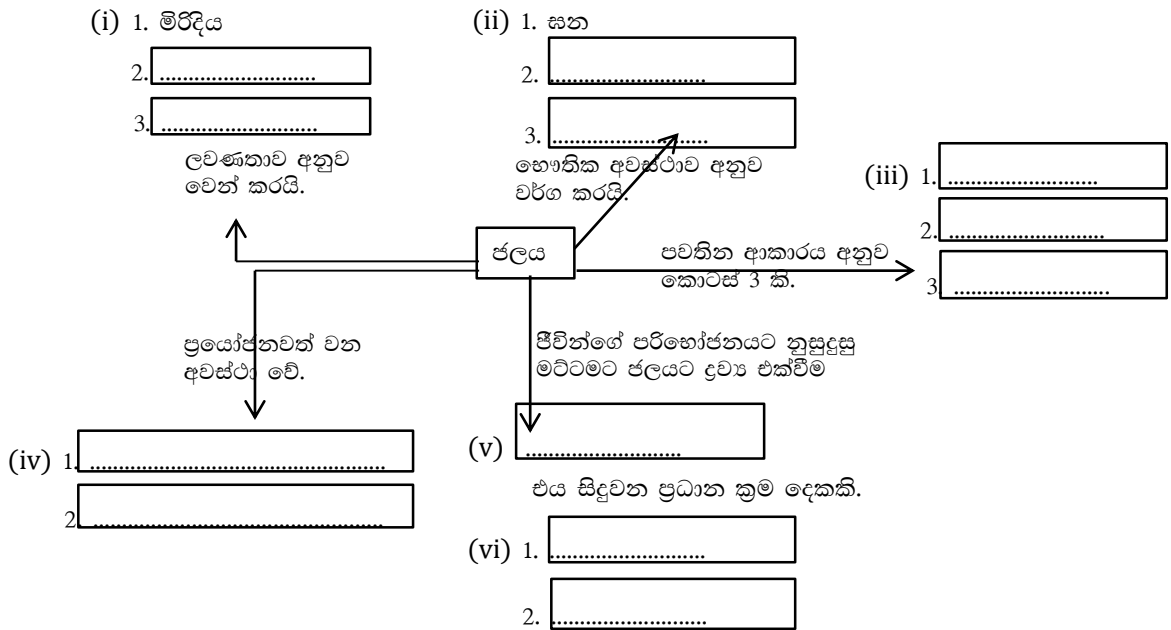 (i) 1. මිරිදිය
2. ...........................
3. ...........................
ලවණතාව අනුව
වෙන් කරයි.
(ii) 1. ඝන
2. ...........................
3. ...........................
භෞතික අවස්ථාව අනුව
වර්ග කරයි.
(iii) 1. ...........................
2. ...........................
3. ...........................
ජලය
පවතින ආකාරය අනුව
කොටස් 3 කි.
ප්‍රයෝජනවත් වන
අවස්ථා වේ.
ජීවීන්ගේ පරිභෝජනයට නුසුදුසු
මට්ටමට ජලයට ද්‍රව්‍ය එක්වීම
(iv) 1. ....................................................
2. ....................................................
(v) ...........................
එය සිදුවන ප්‍රධාන ක්‍රම දෙකකි.
(vi) 1. ...........................
2. ...........................